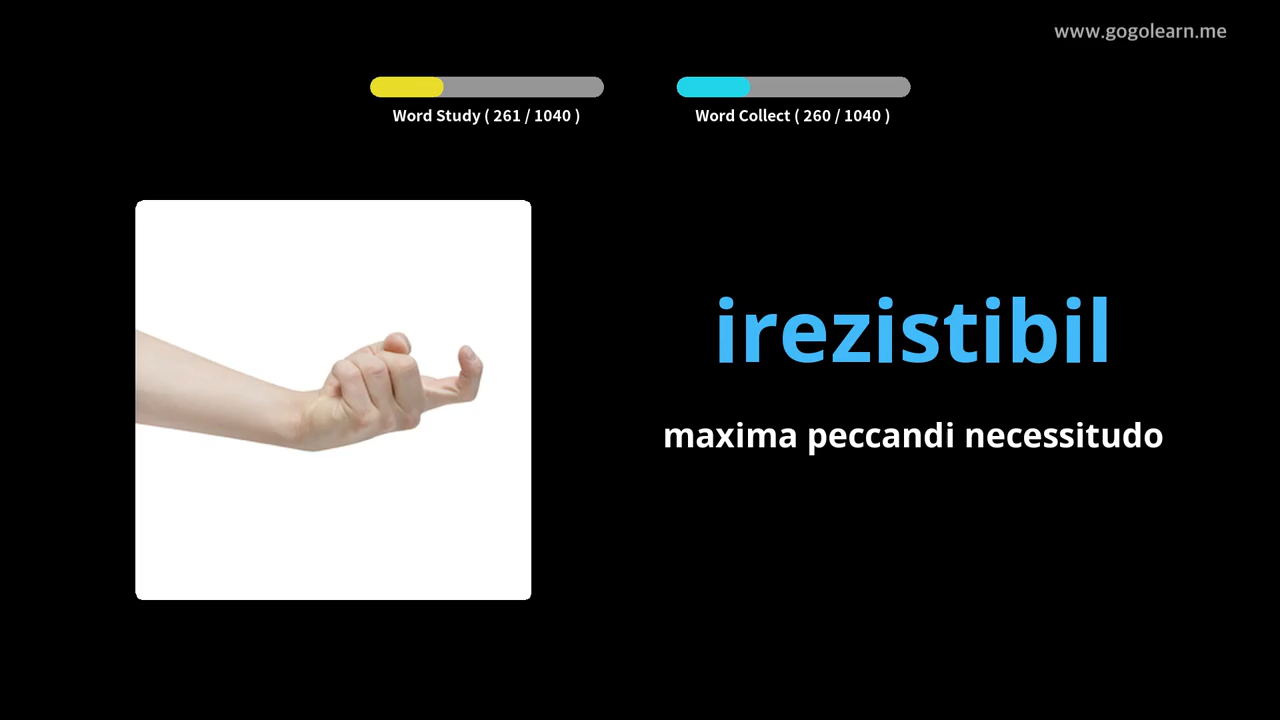 www.gogolearn.me
Word Study ( 261 / 1040 )
Word Collect ( 260 / 1040 )
irezistibil
maxima peccandi necessitudo